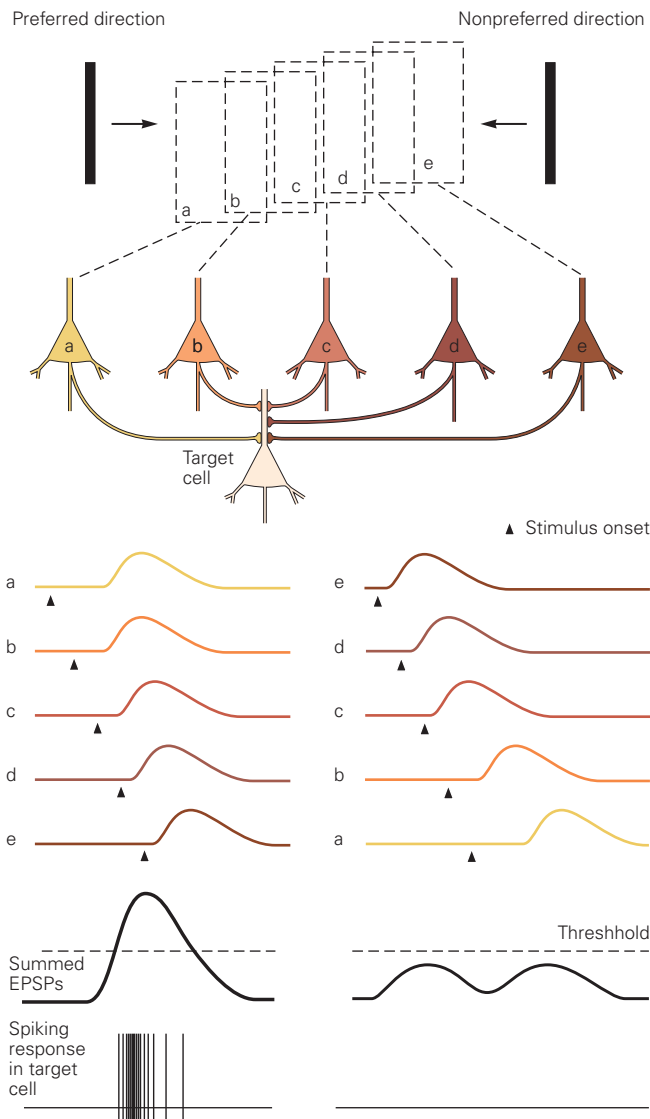 Preferred direction
Nonpreferred direction
a
b
c
d
e
a
b
c
d
e
Target
cell
Stimulus onset
a
e
b
d
c
c
d
b
e
a
Threshhold
Summed
EPSPs
Spiking
response
in target
cell